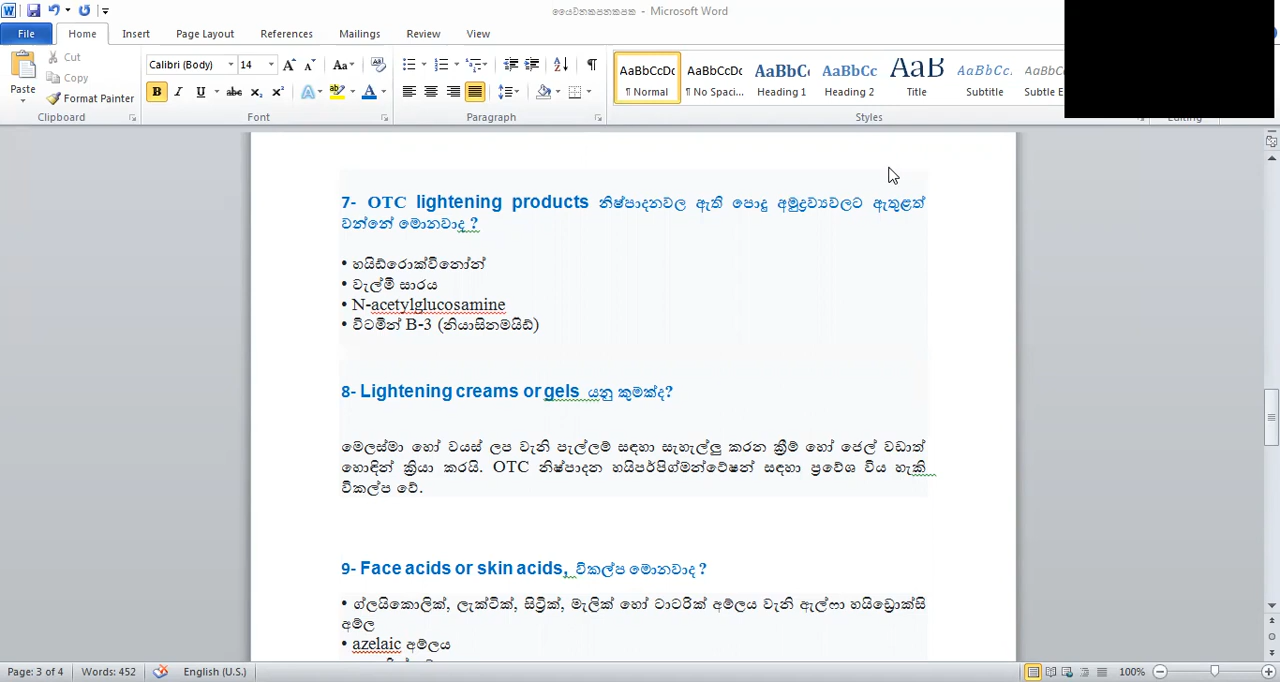 යෛවිනකපනකපක - Microsoft Word
File Home Insert Page Layout References Mailings Review View
Cut
Copy
Paste
Format Painter
Calibri (Body) 14
AaBbCcDc AaBbCcDc AaBbCc AaBbCc AaB AaBbCc. AaBbCc
¶ Normal ¶ No Spaci... Heading 1 Heading 2 Title Subtitle Subtle E
Clipboard Font Paragraph Styles Editing
7- OTC lightening products නිෂ්පාදනවල ඇති පොදු අමුද්‍රව්‍යවලට ඇතුළත්
වන්නේ මොනවාද ?
• හයිඩ්රොක්විනෝන්
• වැල්මී සාරය
• N-acetylglucosamine
• විටමින් B-3 (නියාසිනමයිඩ්)
8- Lightening creams or gels යනු කුමක්ද?
මෙලස්මා හෝ වයස් ලප වැනි පැල්ලම් සඳහා සැහැල්ලු කරන ක්‍රීම් හෝ ජෙල් වඩාත්
හොඳින් ක්‍රියා කරයි. OTC නිෂ්පාදන හයිපර්පිග්මන්ටේෂන් සඳහා ප්‍රවේශ විය හැකි
විකල්ප වේ.
9- Face acids or skin acids, විකල්ප මොනවාද ?
• ග්ලයිකොලික්, ලැක්ටික්, සිට්‍රික්, මැලික් හෝ ටාටරික් අම්ලය වැනි ඇල්ෆා හයිඩ්‍රොක්සි
අම්ල
• azelaic අම්ලය
Page: 3 of 4 Words: 452 English (U.S.) 100%